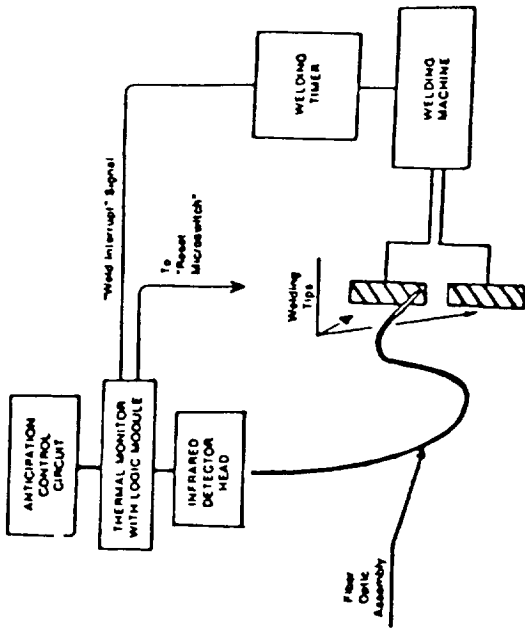 ANTICIPATION
CONTROL
CIRCUIT
THERMAL MONITOR
WITH LOGIC MODULE
INFRARED
DETECTOR
HEAD
"Weld Interrupt" Signal
To
"Reset
Microswitch"
WELDING
TIMER
WELDING
MACHINE
Welding
Tips
Fiber
Optic
Assembly